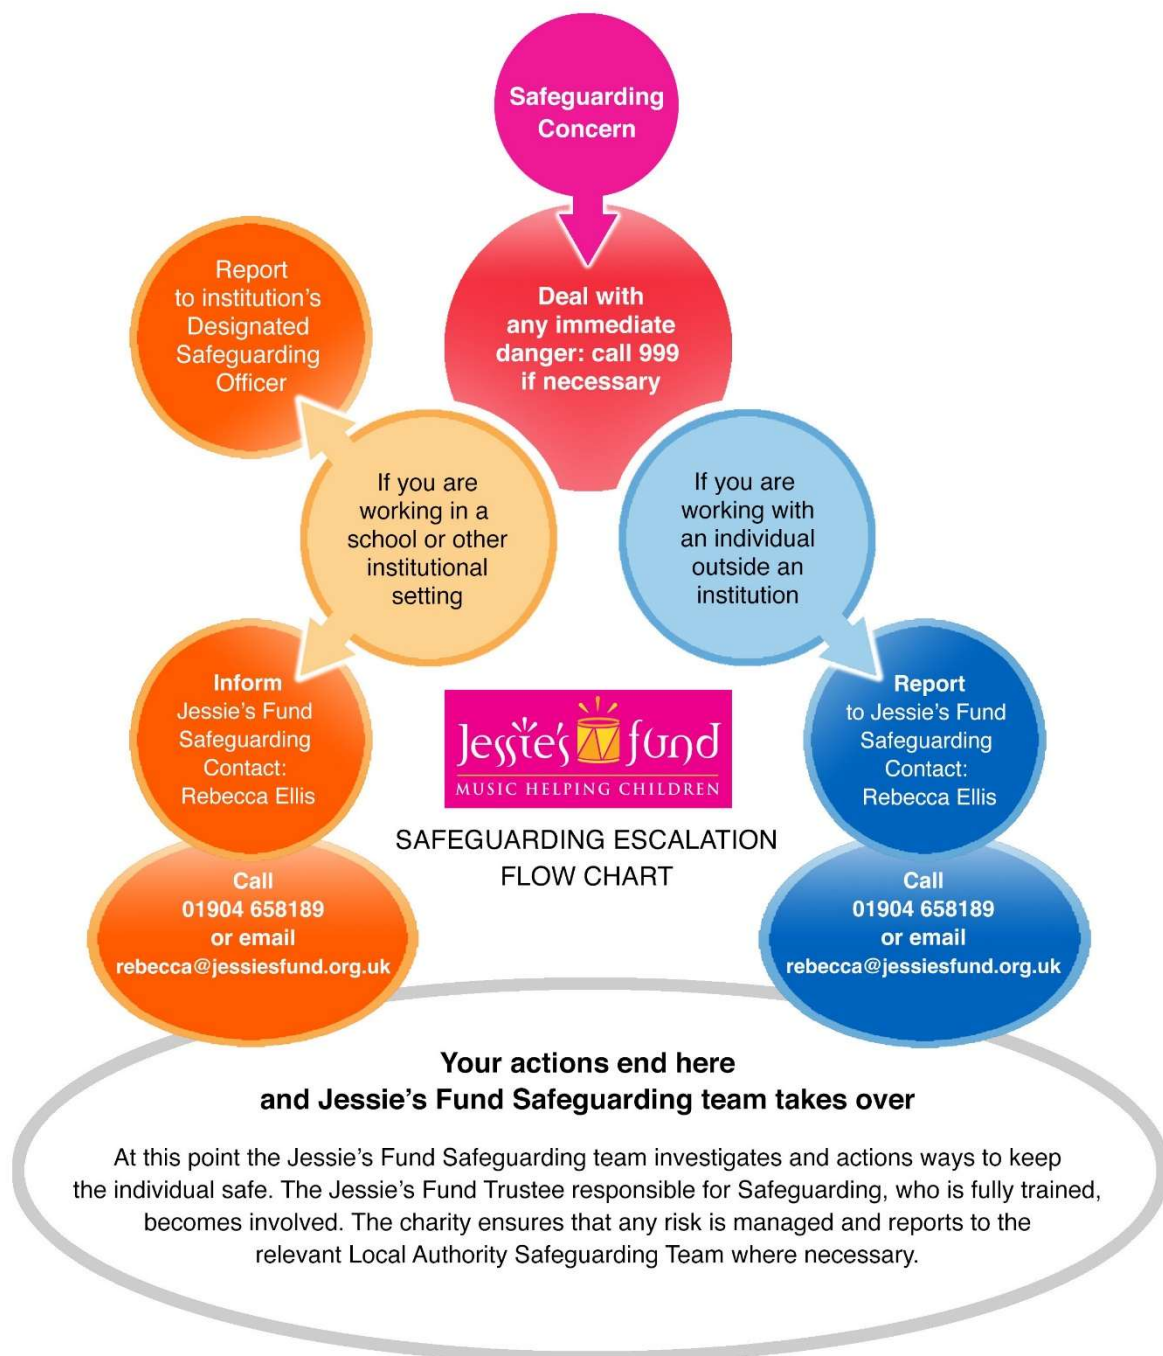 Safeguarding
Concern
Deal with
any immediate
danger: call 999
if necessary
Report
to institution’s
Designated
Safeguarding
Officer
If you are
working in a
school or other
institutional
setting
If you are
working with
an individual
outside an
institution
Inform
Jessie’s Fund
Safeguarding
Contact:
Rebecca Ellis
Call
01904 658189
or email
rebecca@jessiesfund.org.uk
Jessie's fund
MUSIC HELPING CHILDREN
SAFEGUARDING ESCALATION
FLOW CHART
Report
to Jessie’s Fund
Safeguarding
Contact:
Rebecca Ellis
Call
01904 658189
or email
rebecca@jessiesfund.org.uk
Your actions end here
and Jessie’s Fund Safeguarding team takes over
At this point the Jessie’s Fund Safeguarding team investigates and actions ways to keep
the individual safe. The Jessie’s Fund Trustee responsible for Safeguarding, who is fully trained,
becomes involved. The charity ensures that any risk is managed and reports to the
relevant Local Authority Safeguarding Team where necessary.